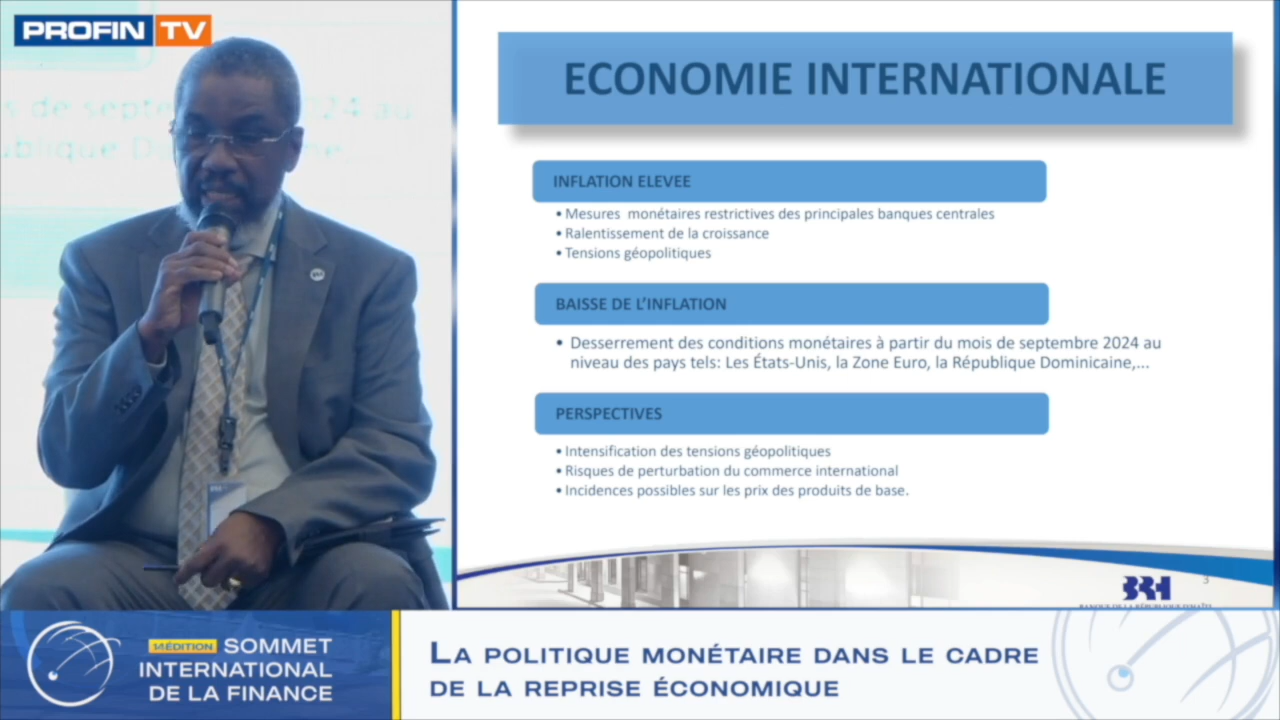 PROFIN TV
ECONOMIE INTERNATIONALE
INFLATION ELEVEE
• Mesures monétaires restrictives des principales banques centrales
• Ralentissement de la croissance
• Tensions géopolitiques
BAISSE DE L'INFLATION
• Desserrement des conditions monétaires à partir du mois de septembre 2024 au
niveau des pays tels: Les États-Unis, la Zone Euro, la République Dominicaine,...
PERSPECTIVES
• Intensification des tensions géopolitiques
• Risques de perturbation du commerce international
• Incidences possibles sur les prix des produits de base.
BRH
3
14 ÉDITION SOMMET
INTERNATIONAL
DE LA FINANCE
LA POLITIQUE MONÉTAIRE DANS LE CADRE
DE LA REPRISE ÉCONOMIQUE